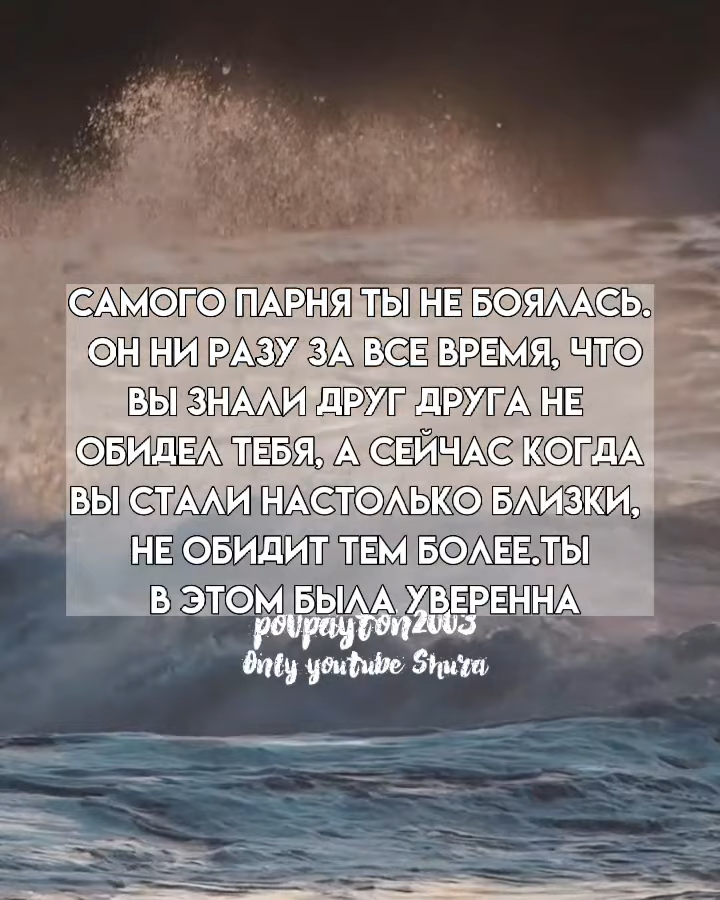 САМОГО ПАРНЯ ТЫ НЕ БОЯЛАСЬ.
ОН НИ РАЗУ ЗА ВСЕ ВРЕМЯ, ЧТО
ВЫ ЗНАЛИ ДРУГ ДРУГА НЕ
ОБИДЕЛ ТЕБЯ, А СЕЙЧАС КОГДА
ВЫ СТАЛИ НАСТОЛЬКО БЛИЗКИ,
НЕ ОБИДИТ ТЕМ БОЛЕЕ.ТЫ
В ЭТОМ БЫЛА УВЕРЕННА
povpayton2003
Only youtube Shura